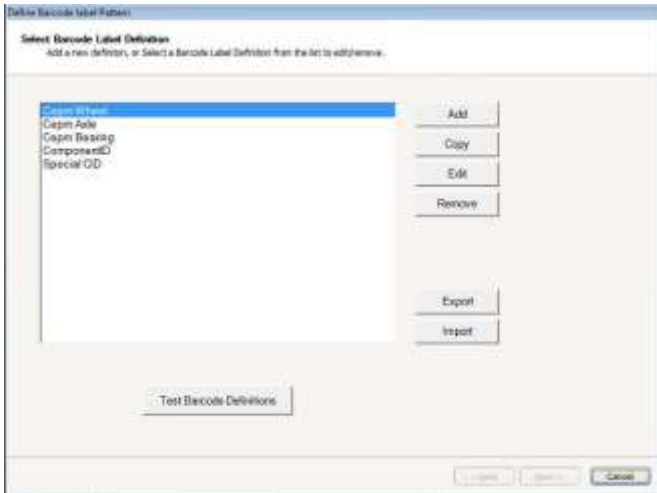 Define Barcode label Pattern
Select Barcode Label Definition
Add a new definition, or Select a Barcode Label Definition from the list to edit/remove.
Cepm Wheel
Cepm Axle
Cepm Bearing
ComponentID
Special CID
Add
Copy
Edit
Remove
Export
Import
Test Barcode Definitions
Cancel